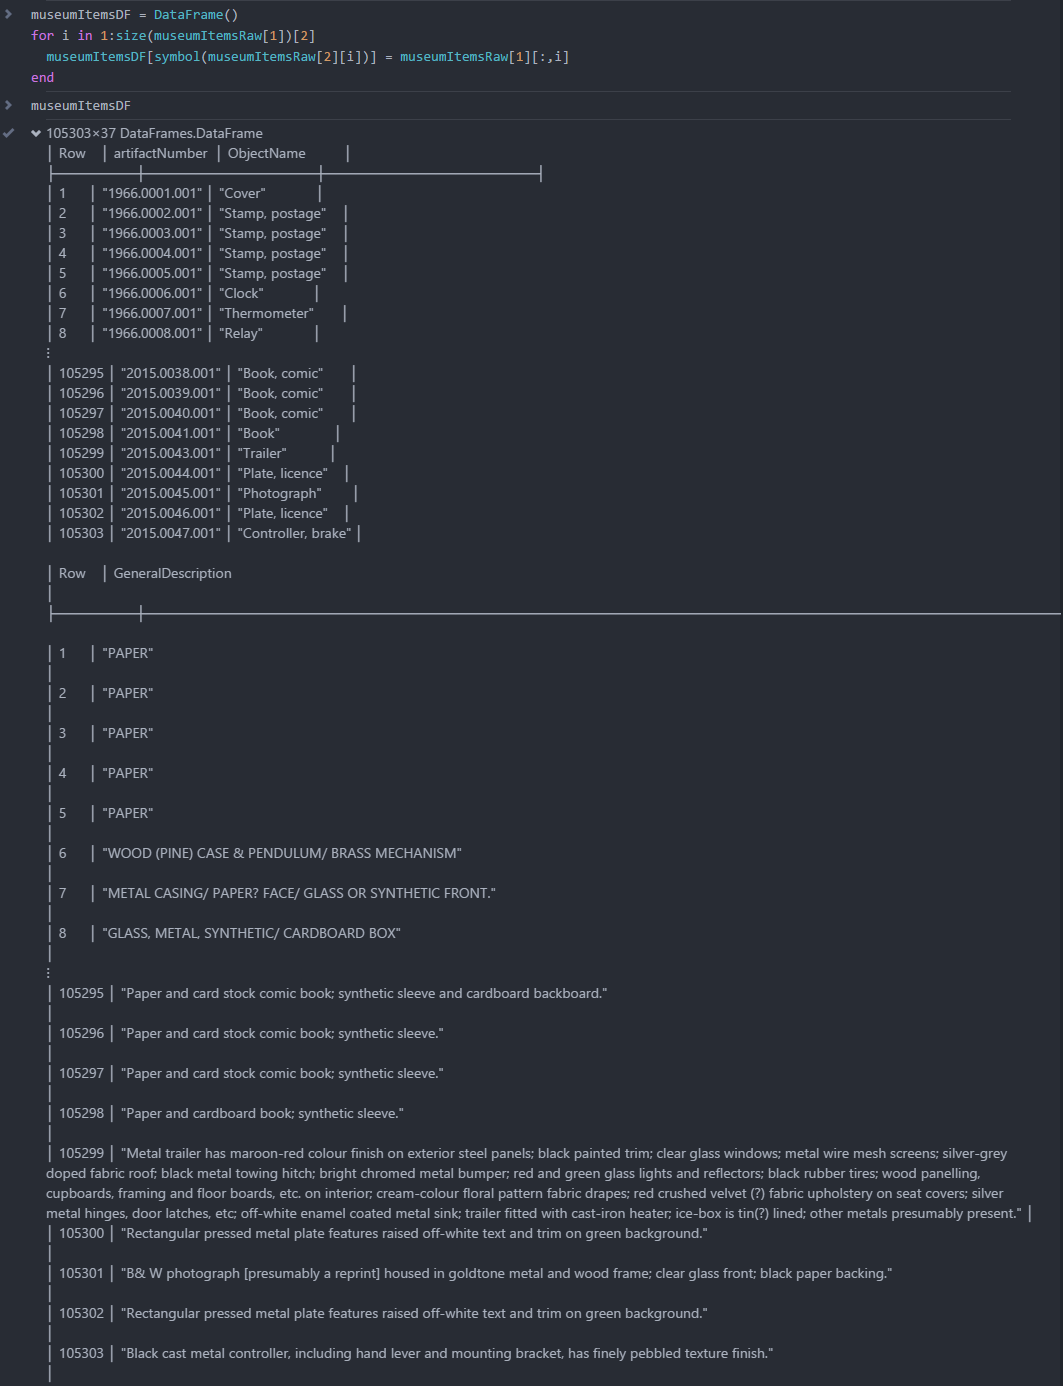 museumItemsDF = DataFrame()
for i in 1:size(museumItemsRaw[1])[2]
museumItemsDF[symbol(museumItemsRaw[2][i])] = museumItemsRaw[1][:,i]
end
museumItemsDF
105303×37 DataFrames.DataFrame
| Row | artifactNumber | ObjectName |
| 1 | "1966.0001.001" | "Cover" |
| 2 | "1966.0002.001" | "Stamp, postage" |
| 3 | "1966.0003.001" | "Stamp, postage" |
| 4 | "1966.0004.001" | "Stamp, postage" |
| 5 | "1966.0005.001" | "Stamp, postage" |
| 6 | "1966.0006.001" | "Clock" |
| 7 | "1966.0007.001" | "Thermometer" |
| 8 | "1966.0008.001" | "Relay" |
⋮
| 105295 | "2015.0038.001" | "Book, comic" |
| 105296 | "2015.0039.001" | "Book, comic" |
| 105297 | "2015.0040.001" | "Book, comic" |
| 105298 | "2015.0041.001" | "Book" |
| 105299 | "2015.0043.001" | "Trailer" |
| 105300 | "2015.0044.001" | "Plate, licence" |
| 105301 | "2015.0045.001" | "Photograph" |
| 105302 | "2015.0046.001" | "Plate, licence" |
| 105303 | "2015.0047.001" | "Controller, brake" |
| Row | GeneralDescription
|
| 1 | "PAPER"
|
| 2 | "PAPER"
|
| 3 | "PAPER"
|
| 4 | "PAPER"
|
| 5 | "PAPER"
|
| 6 | "WOOD (PINE) CASE & PENDULUM/ BRASS MECHANISM"
|
| 7 | "METAL CASING/ PAPER? FACE/ GLASS OR SYNTHETIC FRONT."
|
| 8 | "GLASS, METAL, SYNTHETIC/ CARDBOARD BOX"
|
⋮
| 105295 | "Paper and card stock comic book; synthetic sleeve and cardboard backboard."
|
| 105296 | "Paper and card stock comic book; synthetic sleeve."
|
| 105297 | "Paper and card stock comic book; synthetic sleeve."
|
| 105298 | "Paper and cardboard book; synthetic sleeve."
|
| 105299 | "Metal trailer has maroon-red colour finish on exterior steel panels; black painted trim; clear glass windows; metal wire mesh screens; silver-grey
doped fabric roof; black metal towing hitch; bright chromed metal bumper; red and green glass lights and reflectors; black rubber tires; wood panelling,
cupboards, framing and floor boards, etc. on interior; cream-colour floral pattern fabric drapes; red crushed velvet (?) fabric upholstery on seat covers; silver
metal hinges, door latches, etc; off-white enamel coated metal sink; trailer fitted with cast-iron heater; ice-box is tin(?) lined; other metals presumably present." |
| 105300 | "Rectangular pressed metal plate features raised off-white text and trim on green background."
|
| 105301 | "B& W photograph [presumably a reprint] housed in goldtone metal and wood frame; clear glass front; black paper backing."
|
| 105302 | "Rectangular pressed metal plate features raised off-white text and trim on green background."
|
| 105303 | "Black cast metal controller, including hand lever and mounting bracket, has finely pebbled texture finish."
|